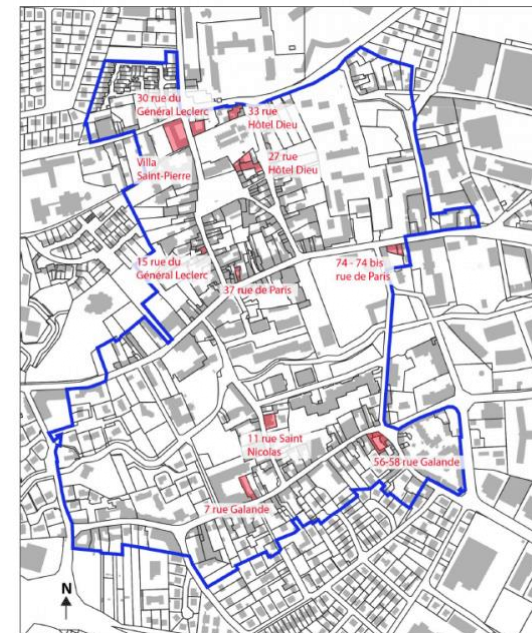 30 rue du
Général Leclerc
33 rue
Hôtel Dieu
Villa
Saint-Pierre
27 rue
Hôtel Dieu
15 rue du
Général Leclerc
37 rue de Paris
74 - 74 bis
rue de Paris
11 rue Saint
Nicolas
56-58 rue Galande
7 rue Galande
N